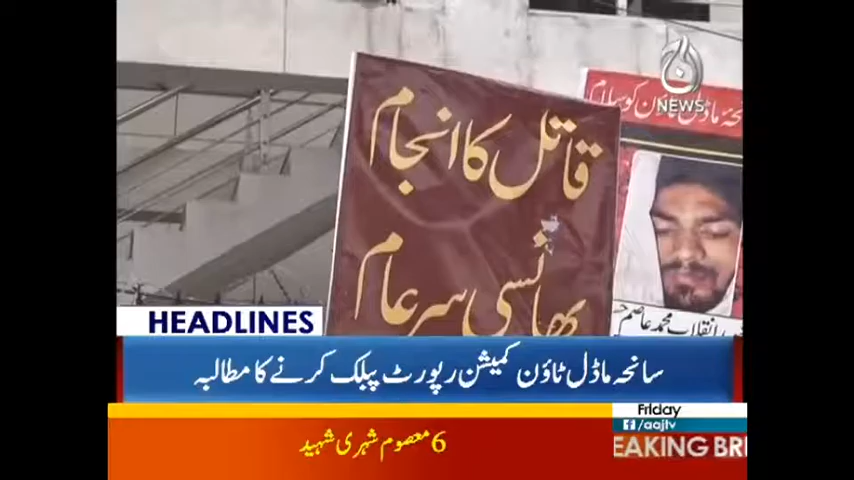 NEWS
سانحۂ ماڈل ٹاؤن کو سلام
قاتل کا انجام
پھانسی سرعام
انقلاب محمد عاصم
HEADLINES
سانحہ ماڈل ٹاؤن کمیشن رپورٹ پبلک کرنے کا مطالبہ
Friday
f/aajtv
6 معصوم شہری شہید
EAKING BR